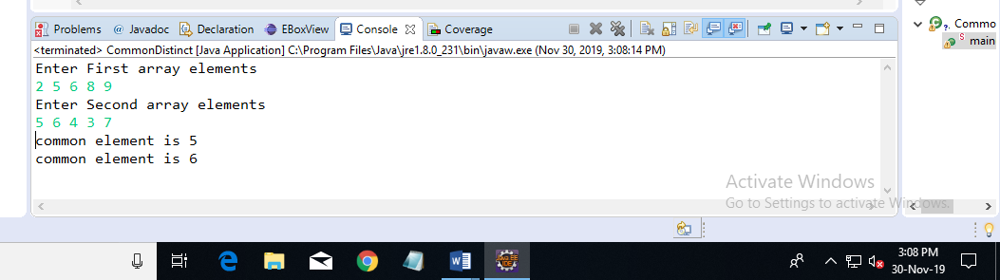 Problems @ Javadoc Declaration EBoxView Console Coverage
<terminated> CommonDistinct [Java Application] C:\Program Files\Java\jre1.8.0_231\bin\javaw.exe (Nov 30, 2019, 3:08:14 PM)
Enter First array elements
2 5 6 8 9
Enter Second array elements
5 6 4 3 7
common element is 5
common element is 6
Commo
S main
Activate Windows
Go to Settings to activate Windows.
3:08 PM
30-Nov-19